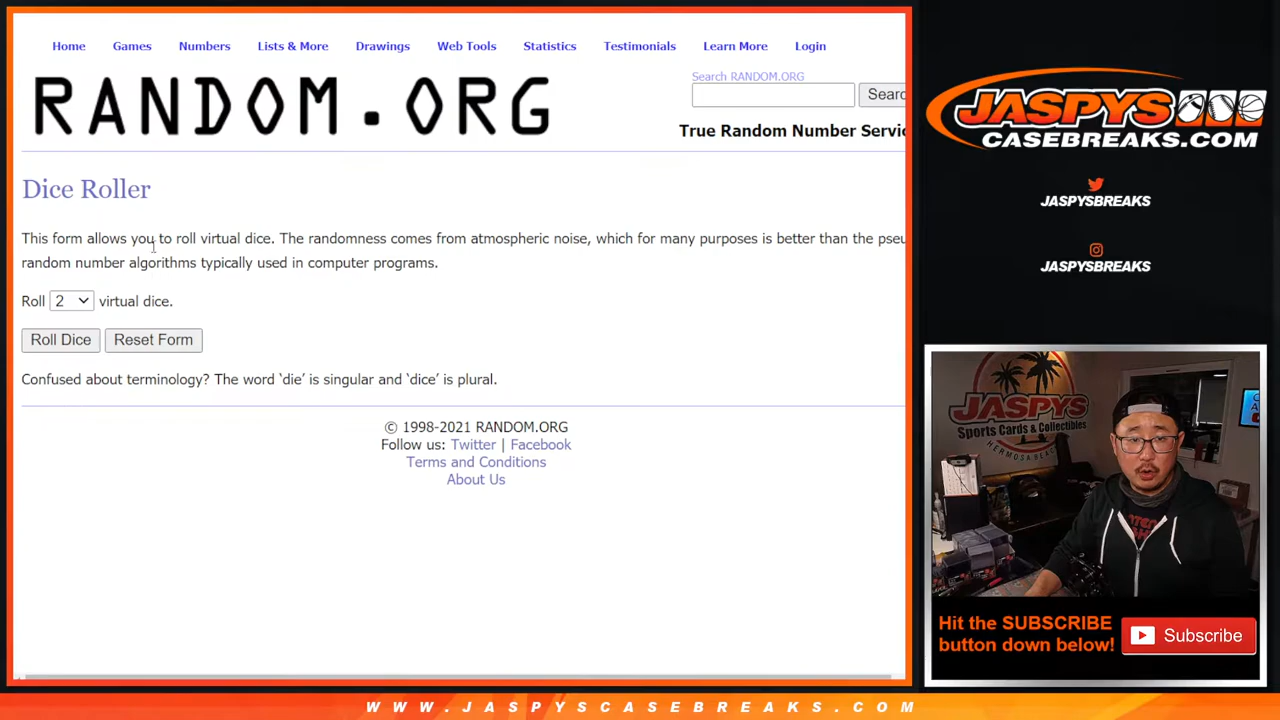 Home Games Numbers Lists & More Drawings Web Tools Statistics Testimonials Learn More Login
RANDOM.ORG
Search RANDOM.ORG
Searc
True Random Number Servic
Dice Roller
This form allows you to roll virtual dice. The randomness comes from atmospheric noise, which for many purposes is better than the pseu
random number algorithms typically used in computer programs.
Roll 2 virtual dice.
Roll Dice Reset Form
Confused about terminology? The word ‘die’ is singular and ‘dice’ is plural.
© 1998-2021 RANDOM.ORG
Follow us: Twitter | Facebook
Terms and Conditions
About Us
JASPYS
CASEBREAKS.COM
JASPYSBREAKS
JASPYSBREAKS
JASPYS
Sports Cards & Collectibles
HERMOSA BEACH
Hit the SUBSCRIBE
button down below!
Subscribe
WWW.JASPYSCASEBREAKS.COM